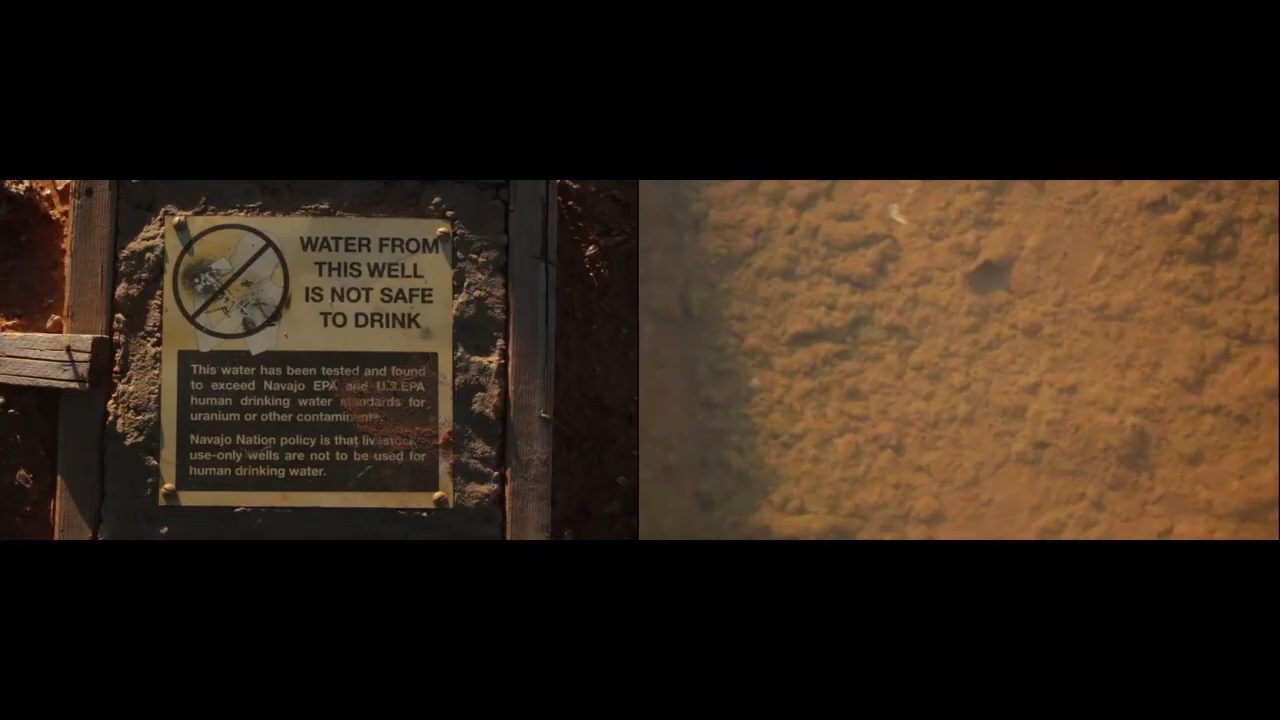 WATER FROM
THIS WELL
IS NOT SAFE
TO DRINK
This water has been tested and found
to exceed Navajo EPA and U.S.EPA
human drinking water standards for
uranium or other contaminants.
Navajo Nation policy is that livestock
use-only wells are not to be used for
human drinking water.